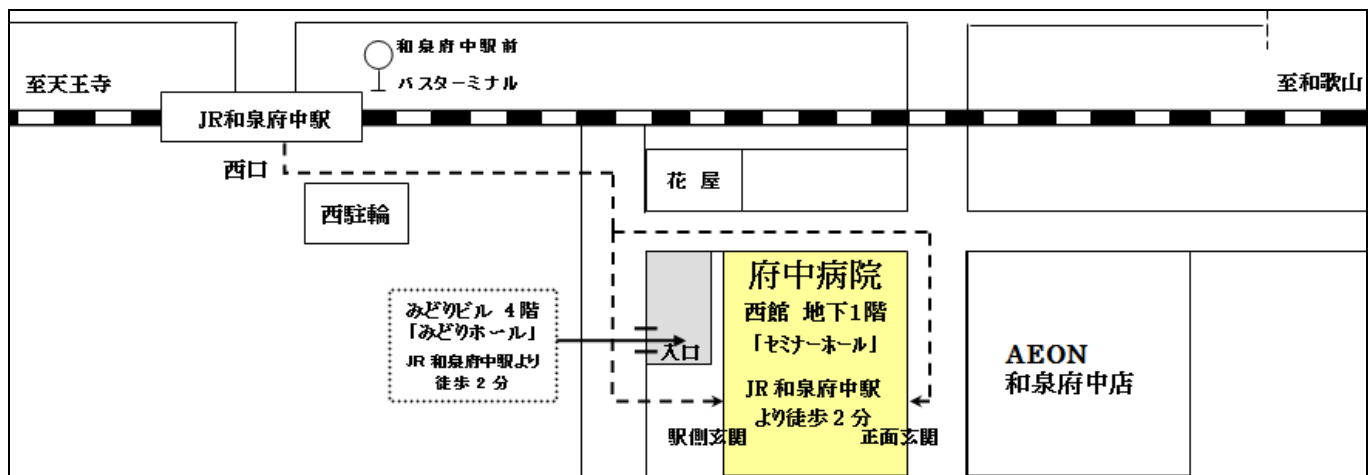 和泉府中駅前
バスターミナル
至天王寺
至和歌山
JR和泉府中駅
西口
西駐輪
花 屋
府中病院
西館 地下1階
「セミナーホール」
JR和泉府中駅
より徒歩2分
みどりビル 4階
「みどりホール」
JR和泉府中駅より
徒歩2分
入口
駅側玄関
正面玄関
AEON
和泉府中店